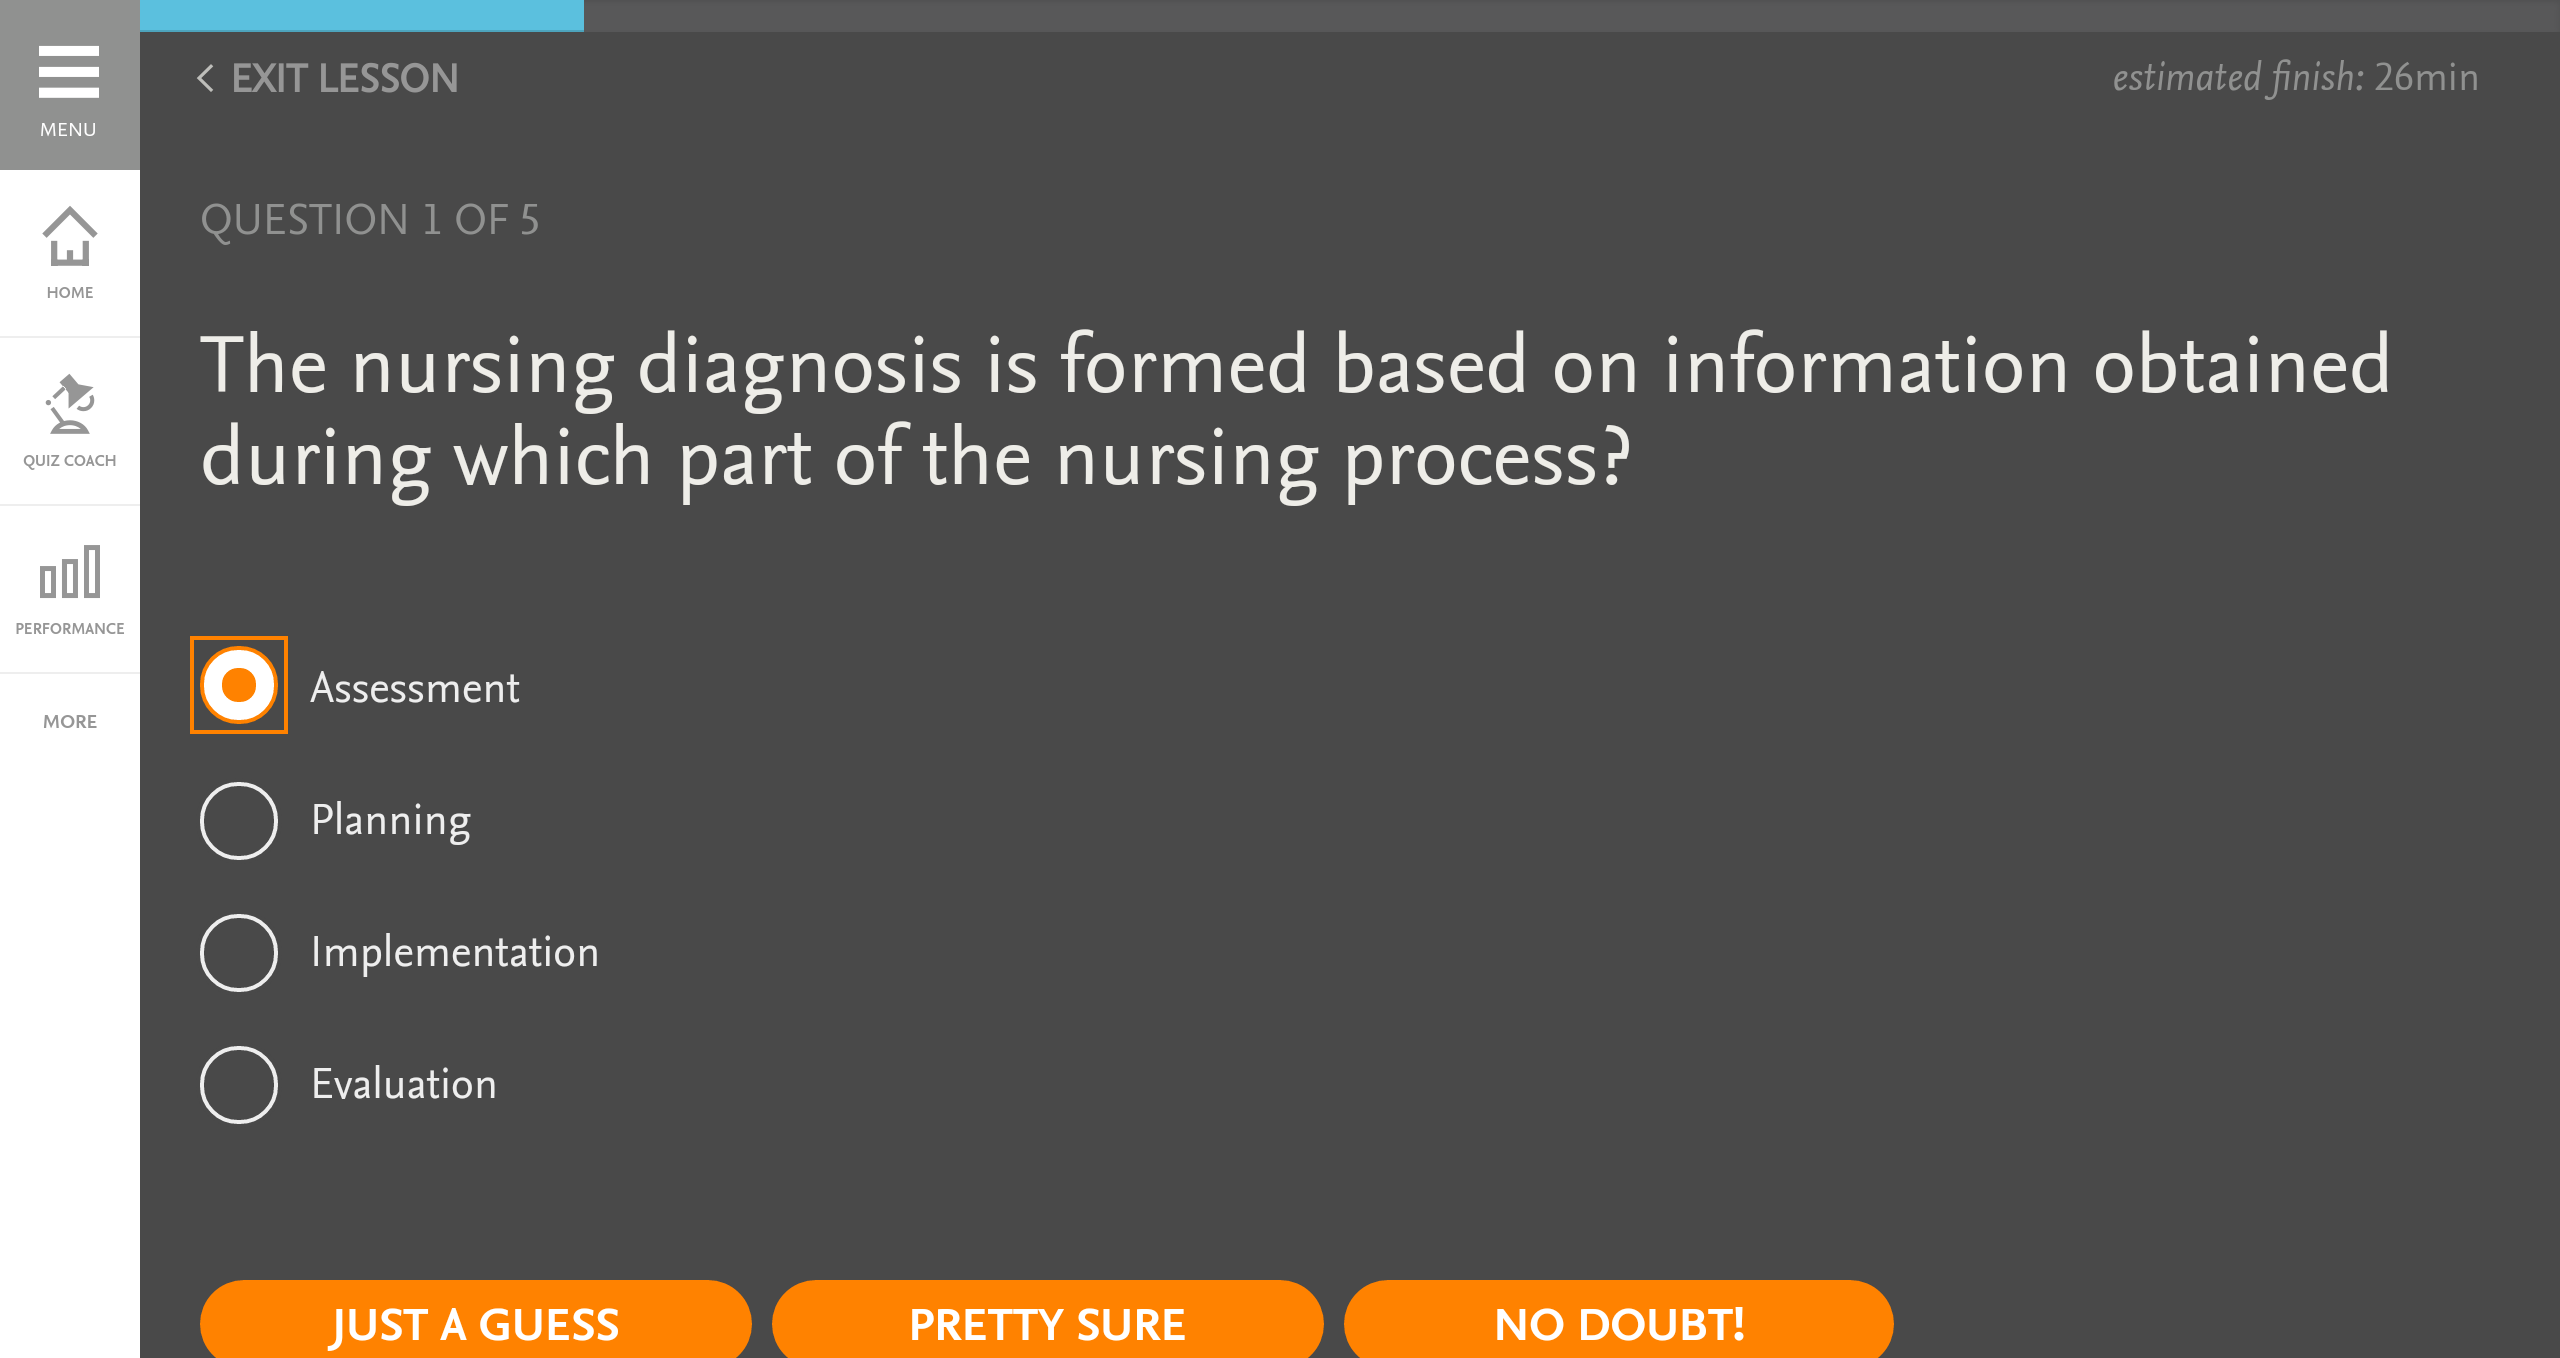 MENU
HOME
QUIZ COACH
PERFORMANCE
MORE
EXIT LESSON
estimated finish: 26min
QUESTION 1 OF 5
The nursing diagnosis is formed based on information obtained
during which part of the nursing process?
Assessment
Planning
Implementation
Evaluation
JUST A GUESS
PRETTY SURE
NO DOUBT!